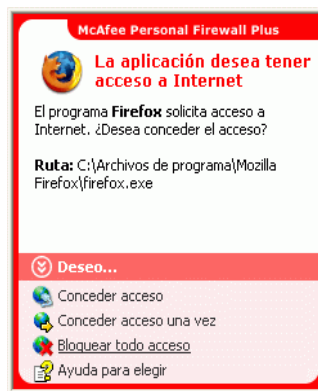 McAfee Personal Firewall Plus
La aplicación desea tener
acceso a Internet
El programa Firefox solicita acceso a
Internet. ¿Desea conceder el acceso?
Ruta: C:\Archivos de programa\Mozilla
Firefox\firefox.exe
Deseo...
Conceder acceso
Conceder acceso una vez
Bloquear todo acceso
Ayuda para elegir